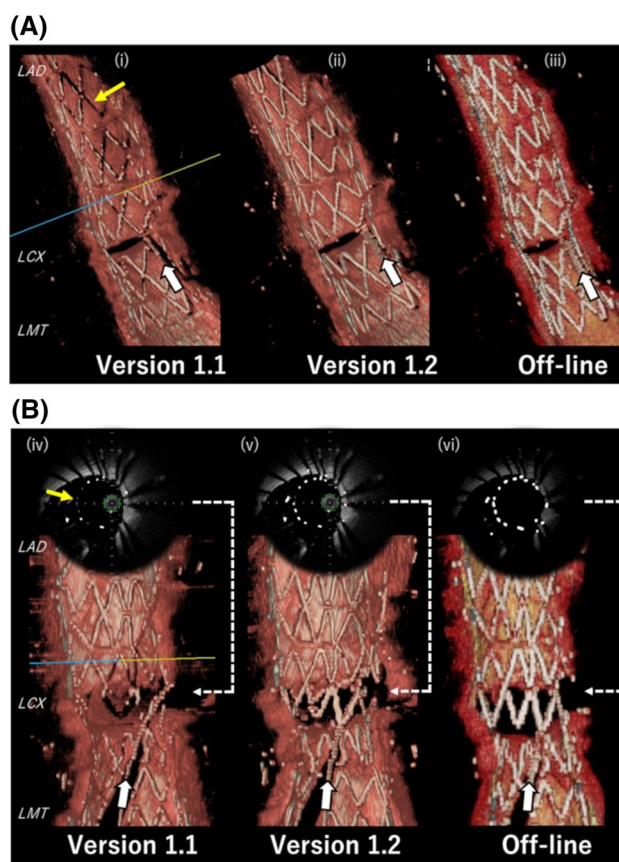 (A)
(i) (ii) (iii)
LAD
LCX
LMT
Version 1.1 Version 1.2 Off-line
(B)
(iv) (v) (vi)
LAD
LCX
LMT
Version 1.1 Version 1.2 Off-line